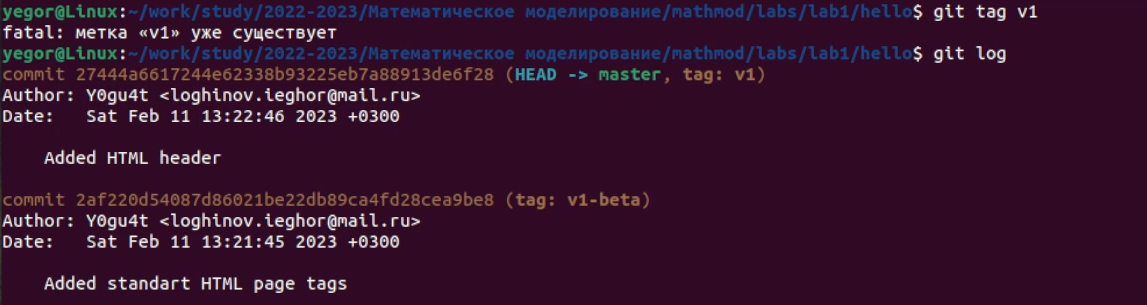 yegor@Linux:~/work/study/2022-2023/Математическое моделирование/mathmod/labs/lab1/hello$ git tag v1
fatal: метка «v1» уже существует
yegor@Linux:~/work/study/2022-2023/Математическое моделирование/mathmod/labs/lab1/hello$ git log
commit 27444a6617244e62338b93225eb7a88913de6f28 (HEAD -> master, tag: v1)
Author: Y0gu4t <loghinov.ieghor@mail.ru>
Date:   Sat Feb 11 13:22:46 2023 +0300
    Added HTML header
commit 2af220d54087d86021be22db89ca4fd28cea9be8 (tag: v1-beta)
Author: Y0gu4t <loghinov.ieghor@mail.ru>
Date:   Sat Feb 11 13:21:45 2023 +0300
    Added standart HTML page tags